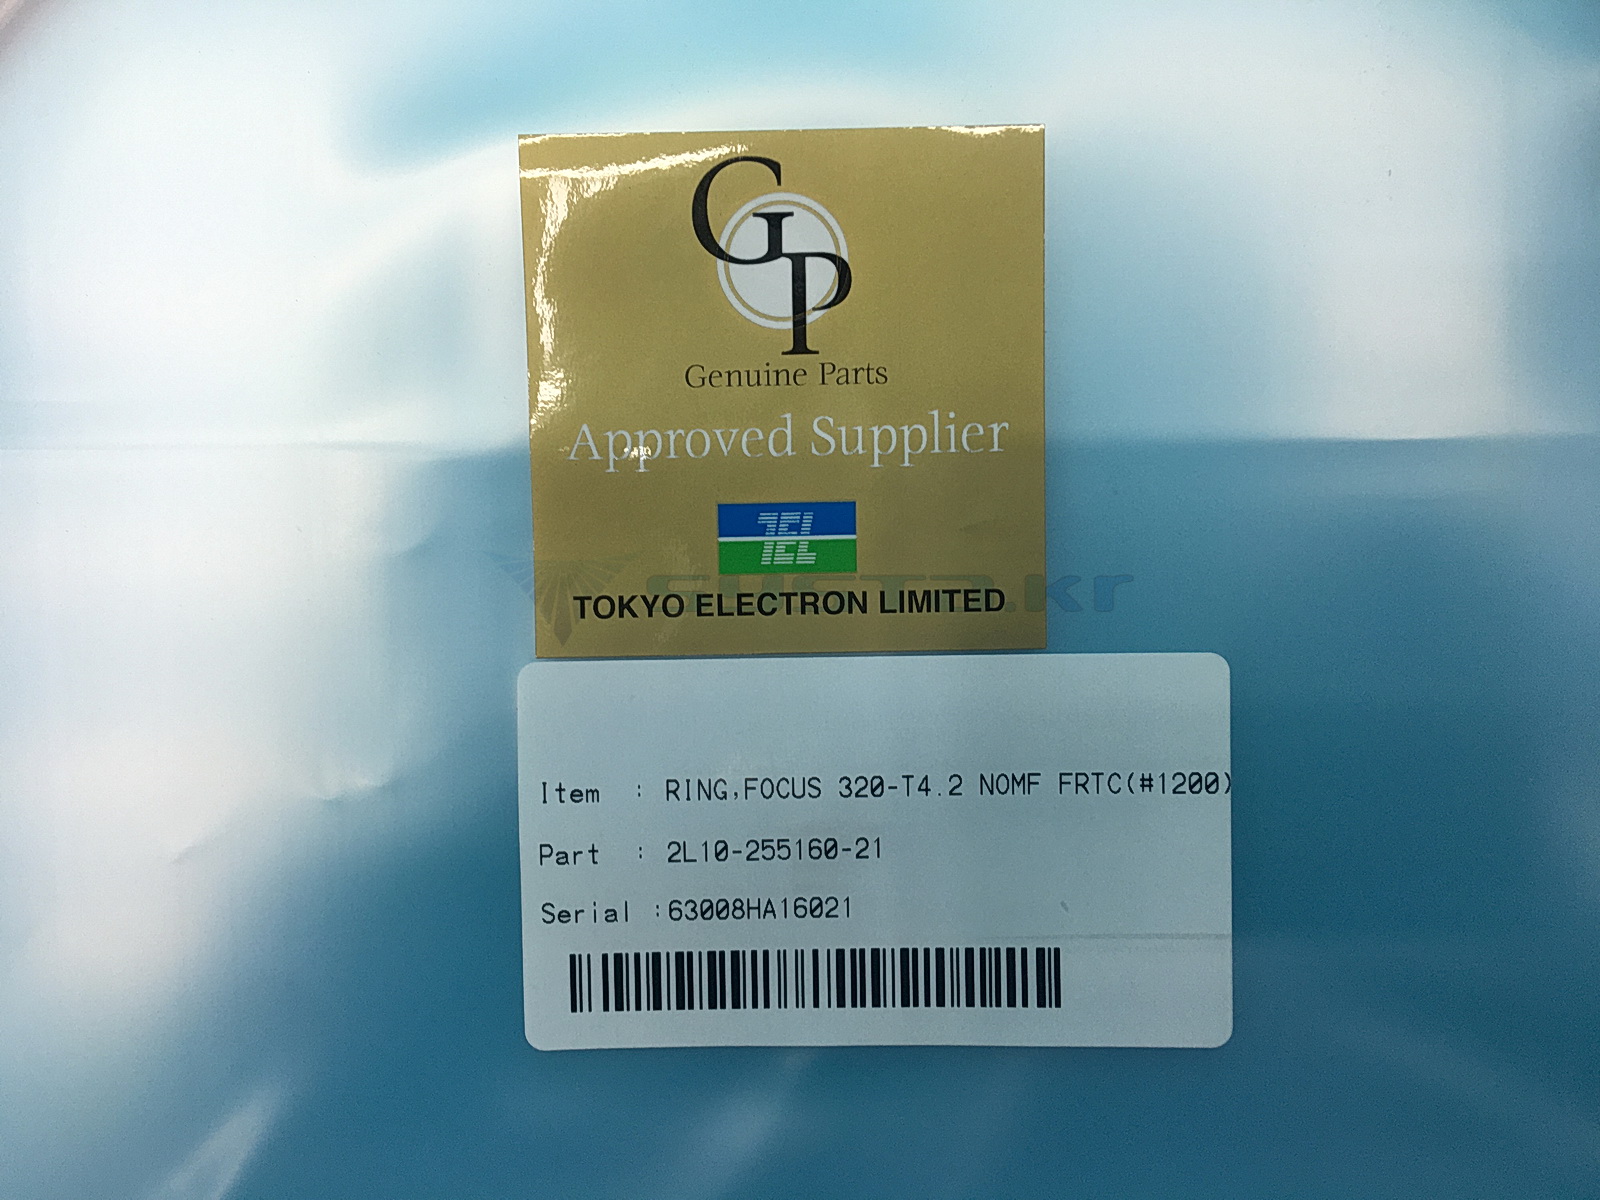 GP
Genuine Parts
Approved Supplier
TEL
TOKYO ELECTRON LIMITED
Item : RING,FOCUS 320-T4.2 NOMF FRTC(#1200)
Part : 2L10-255160-21
Serial :63008HA16021